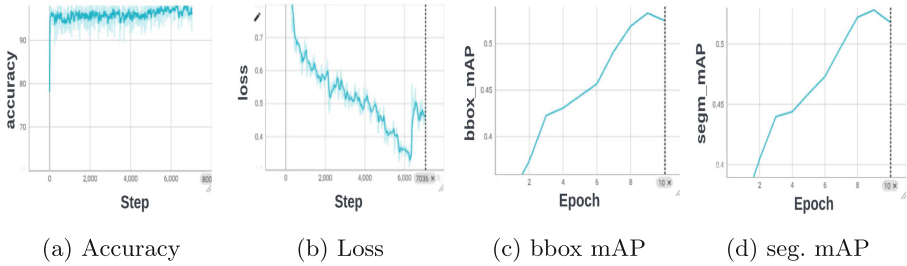 accuracy
90
80
70
0
2,000
4,000
6,000
800
Step
(a) Accuracy
loss
0.7
0.6
0.5
0.4
0
2,000
4,000
6,000
7036 ×
Step
(b) Loss
bbox_mAP
0.5
0.45
0.4
2
4
6
8
10 ×
Epoch
(c) bbox mAP
segm_mAP
0.5
0.45
0.4
2
4
6
8
10 ×
Epoch
(d) seg. mAP